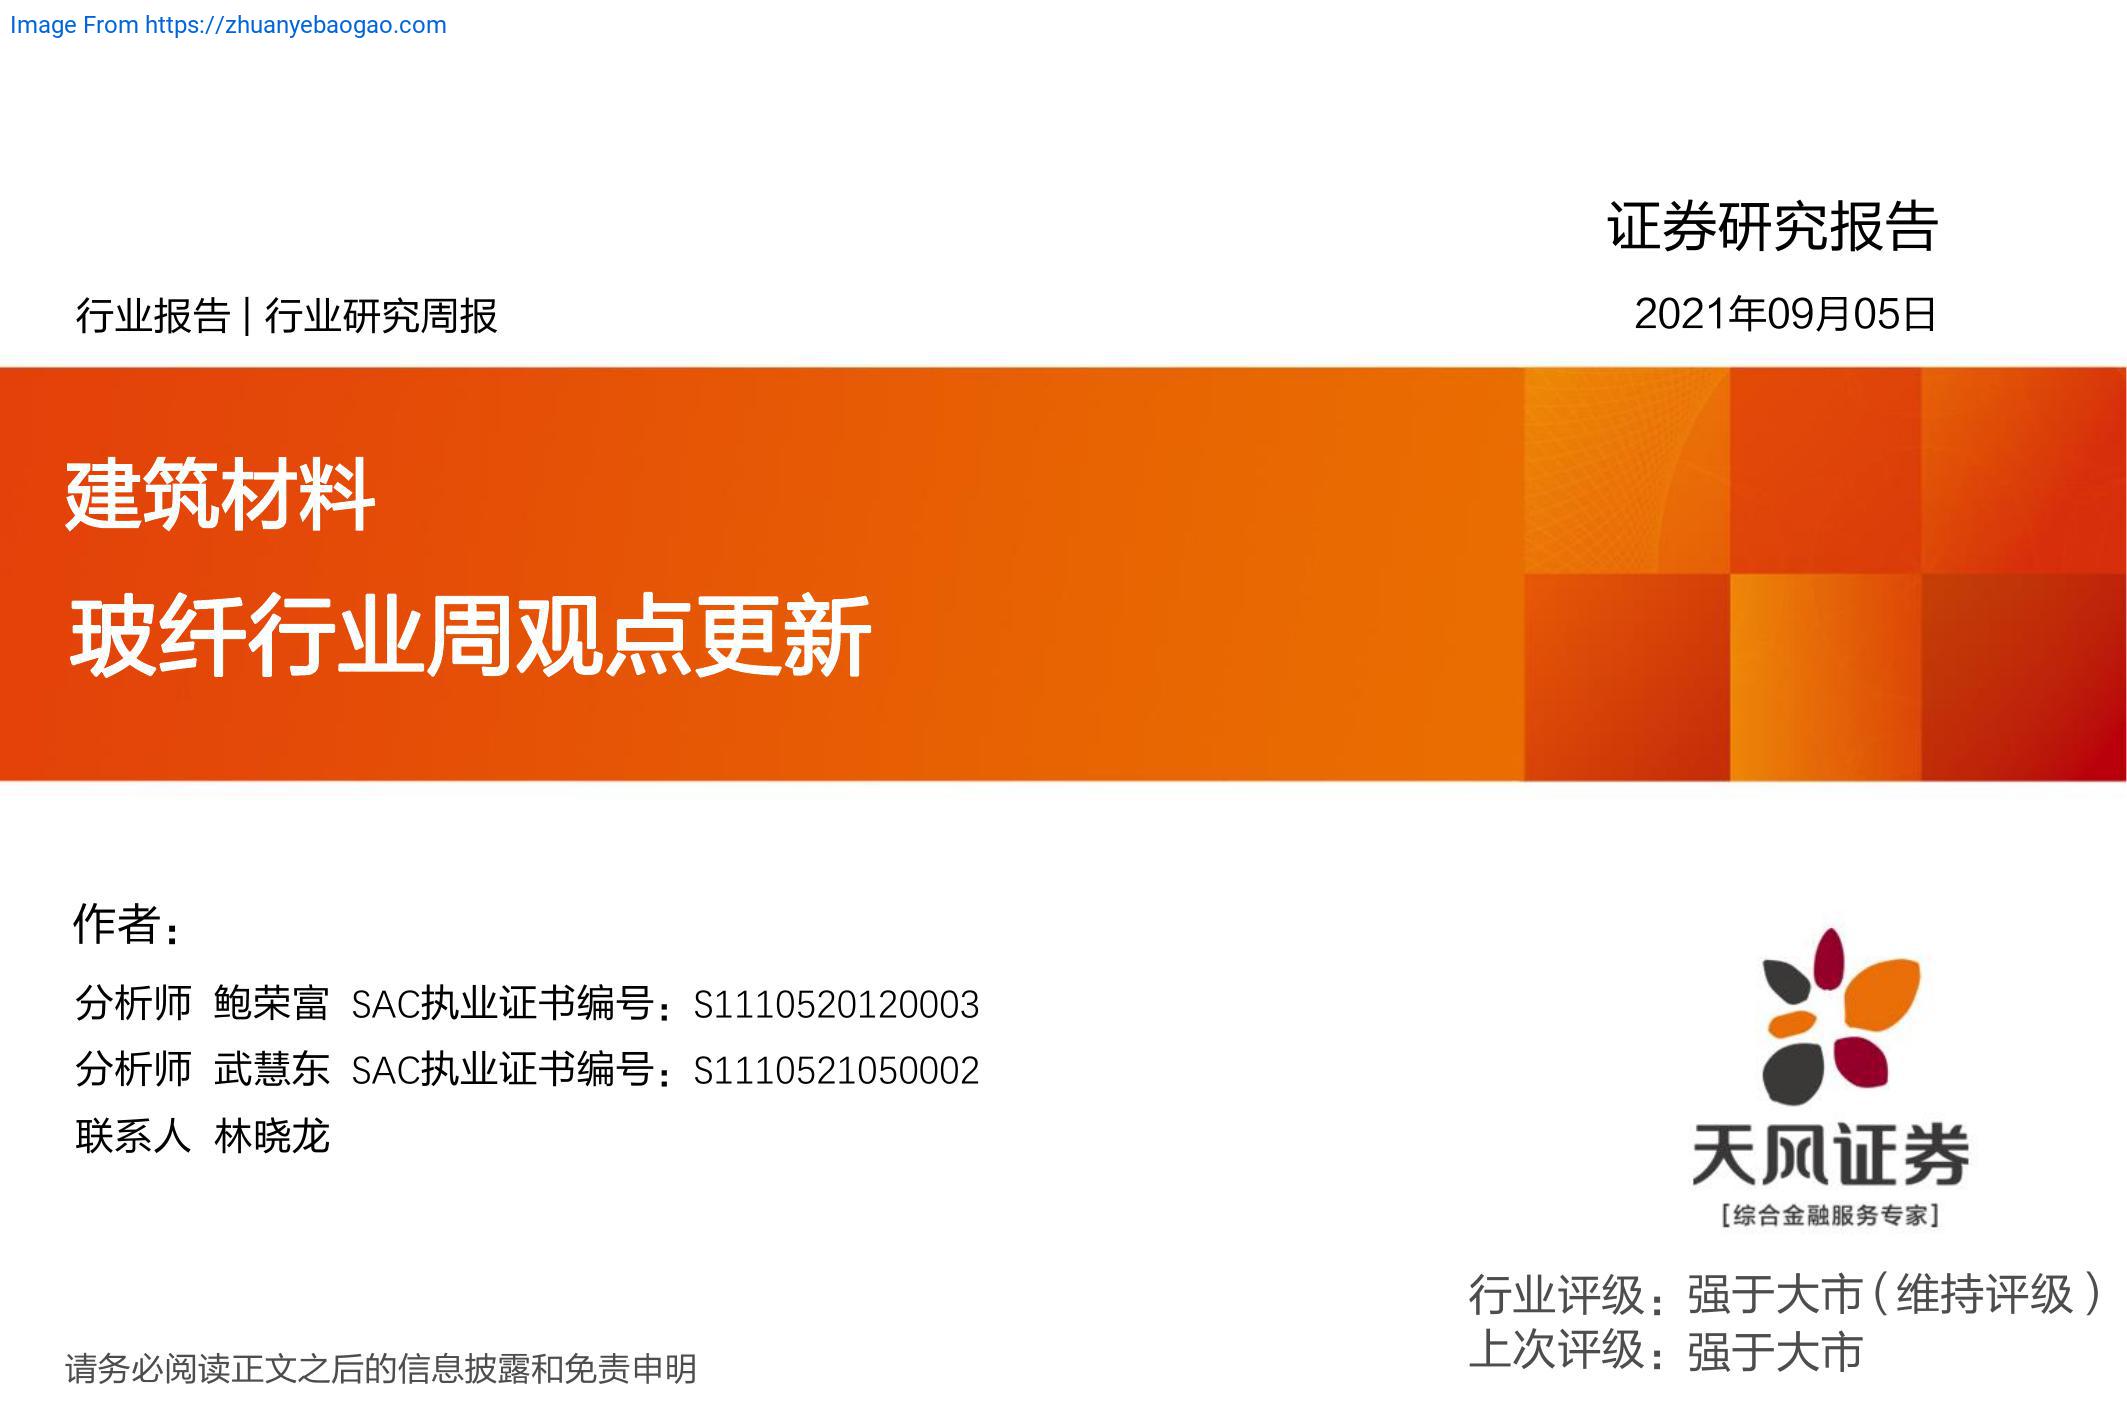 Image From https://zhuanyebaogao.com
证券研究报告
行业报告 | 行业研究周报
2021年09月05日
建筑材料
玻纤行业周观点更新
作者：
分析师 鲍荣富 SAC执业证书编号：S1110520120003
分析师 武慧东 SAC执业证书编号：S1110521050002
联系人 林晓龙
天风证券
[综合金融服务专家]
行业评级：强于大市（维持评级）
上次评级：强于大市
请务必阅读正文之后的信息披露和免责申明